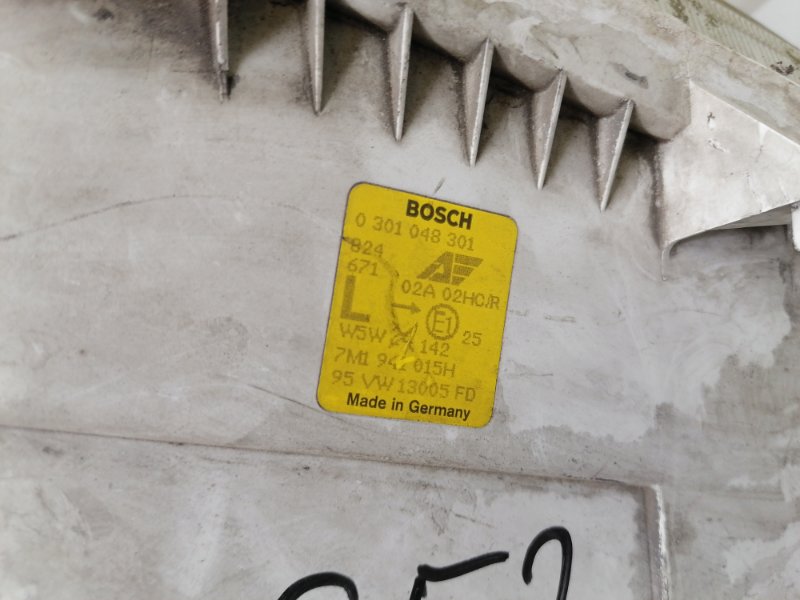 BOSCH
0 301 048 301
824
671
02A 02HC/R
L → E1 25
W5W 142
7M1 941 015H
95 VW 13005 FD
Made in Germany